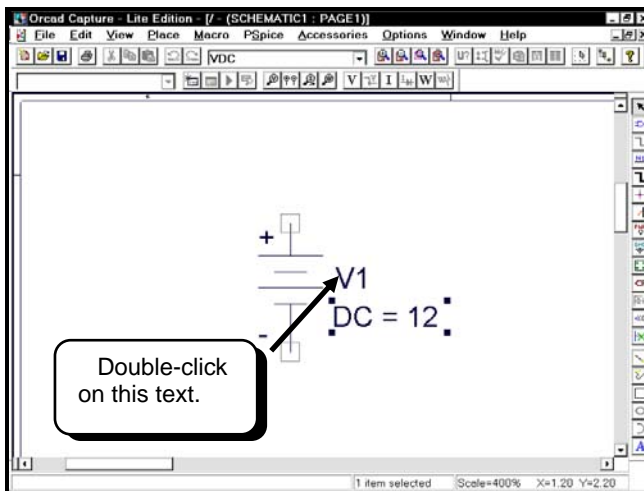 Orcad Capture - Lite Edition - [/ - (SCHEMATIC1 : PAGE1)]
File Edit View Place Macro PSpice Accessories Options Window Help
VDC
V I W
+
V1
DC = 12
-
Double-click
on this text.
1 item selected Scale=400% X=1.20 Y=2.20